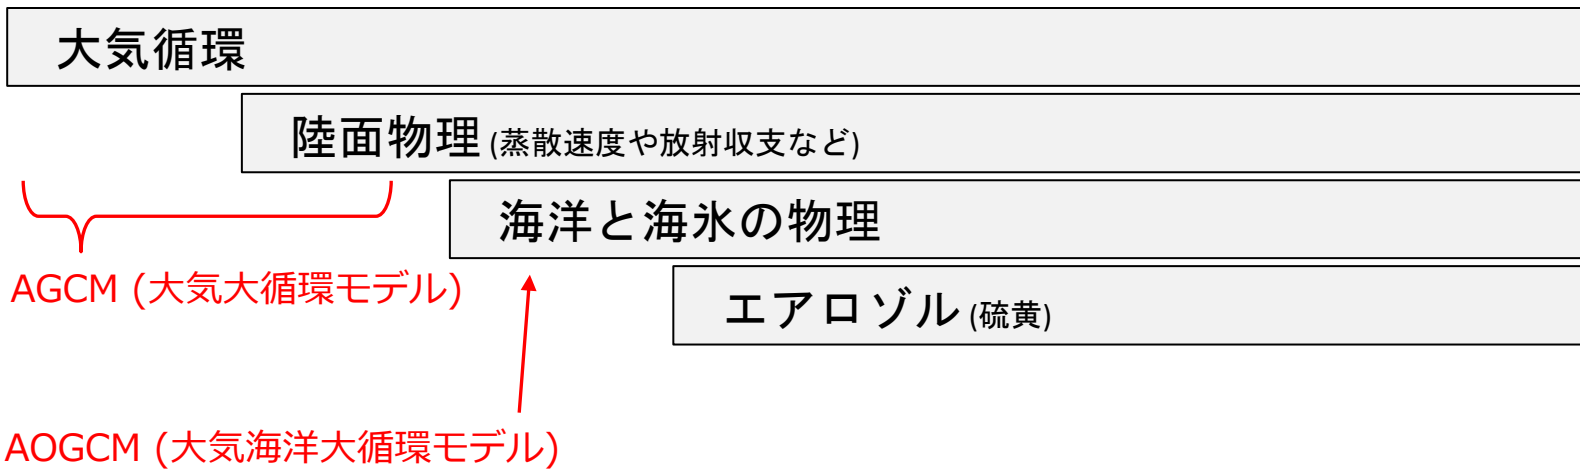 大気循環
陸面物理 (蒸散速度や放射収支など)
海洋と海氷の物理
AGCM (大気大循環モデル)
エアロゾル (硫黄)
AOGCM (大気海洋大循環モデル)